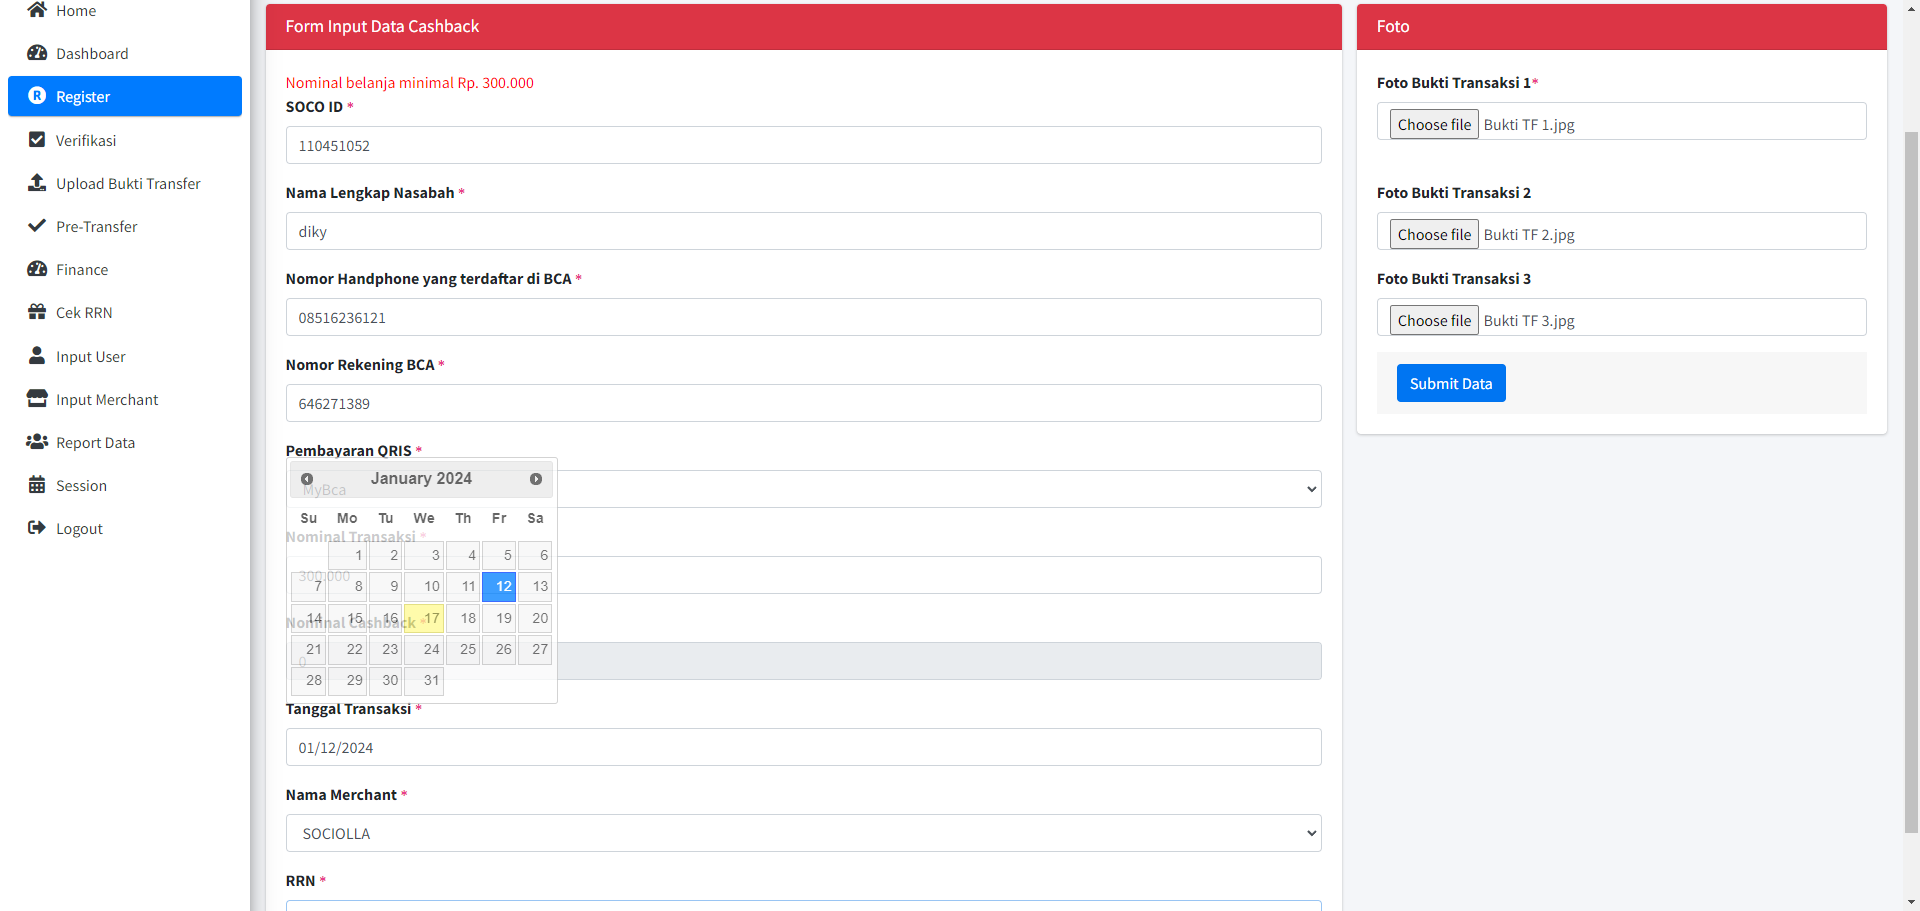 Home
Dashboard
Register
Verifikasi
Upload Bukti Transfer
Pre-Transfer
Finance
Cek RRN
Input User
Input Merchant
Report Data
Session
Logout
Form Input Data Cashback
Nominal belanja minimal Rp. 300.000
SOCO ID *
110451052
Nama Lengkap Nasabah *
diky
Nomor Handphone yang terdaftar di BCA *
08516236121
Nomor Rekening BCA *
646271389
Pembayaran QRIS *
MyBca
January 2024
Su Mo Tu We Th Fr Sa
Nominal Transaksi *
1 2 3 4 5 6
300.000
7 8 9 10 11 12 13
14 15 16 17 18 19 20
Nominal Cashback *
21 22 23 24 25 26 27
0
28 29 30 31
Tanggal Transaksi *
01/12/2024
Nama Merchant *
SOCIOLLA
RRN *
Foto
Foto Bukti Transaksi 1*
Choose file Bukti TF 1.jpg
Foto Bukti Transaksi 2
Choose file Bukti TF 2.jpg
Foto Bukti Transaksi 3
Choose file Bukti TF 3.jpg
Submit Data